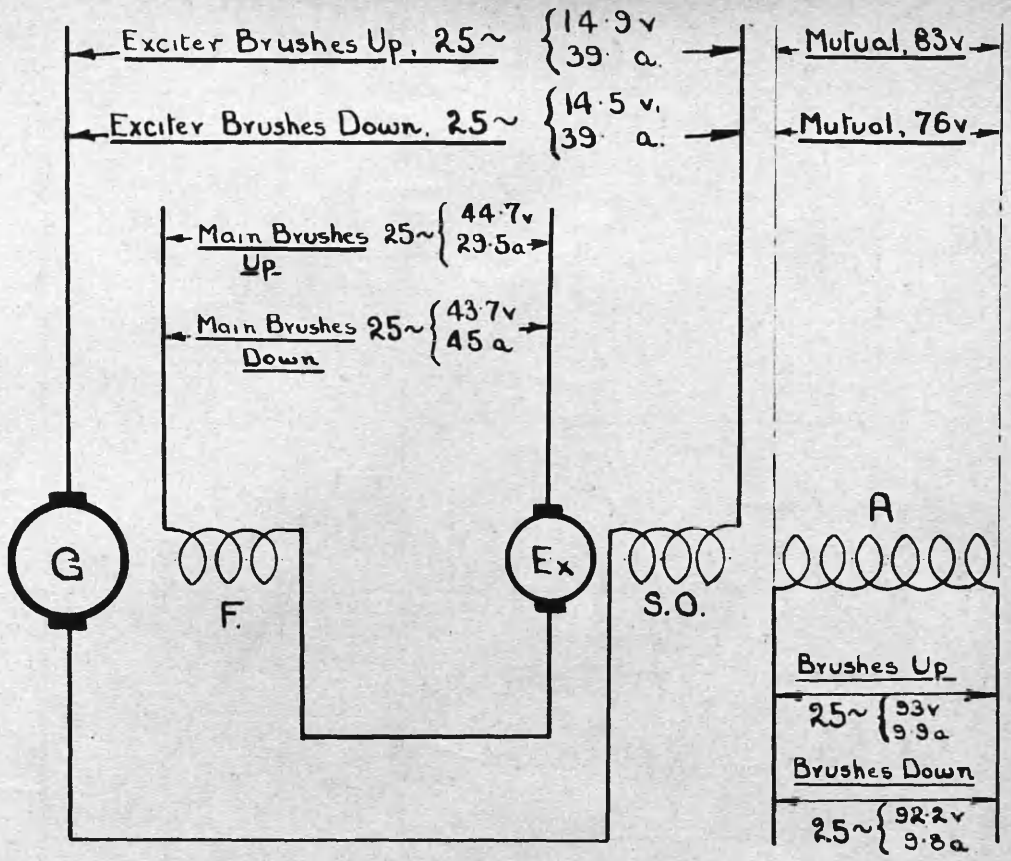 Exciter Brushes Up, 25~ { 14·9 v
39· a.
Mutual, 83v
Exciter Brushes Down. 25~ { 14·5 v.
39· a.
Mutual, 76v
Main Brushes 25~ { 44·7v
Up 29·5a
Main Brushes 25~ { 43·7v
Down 45 a
G
F.
Ex
S.O.
A
Brushes Up
25~ { 93v
9·9a
Brushes Down
25~ { 92·2v
9·8a